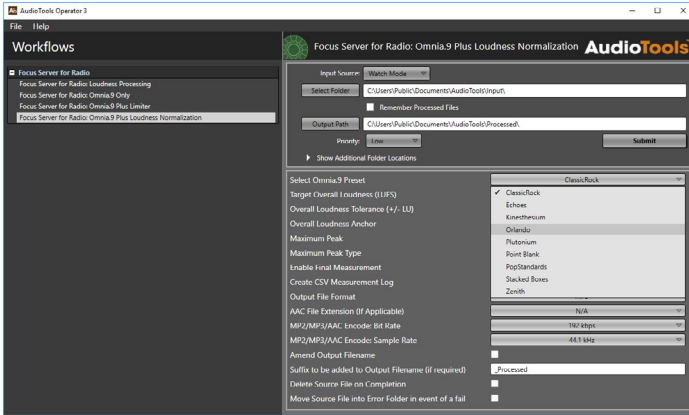 AudioTools Operator 3
File Help
Workflows
Focus Server for Radio
Focus Server for Radio: Loudness Processing
Focus Server for Radio: Omnia.9 Only
Focus Server for Radio: Omnia.9 Plus Limiter
Focus Server for Radio: Omnia.9 Plus Loudness Normalization
Focus Server for Radio: Omnia.9 Plus Loudness Normalization AudioTools
Input Source: Watch Mode
Select Folder C:\Users\Public\Documents\AudioTools\Input\
Remember Processed Files
Output Path C:\Users\Public\Documents\AudioTools\Processed\
Priority: Low Submit
Show Additional Folder Locations
Select Omnia.9 Preset ClassicRock
Target Overall Loudness (LUFS) ✓ ClassicRock
Overall Loudness Tolerance (+/- LU) Echoes
Overall Loudness Anchor Kinesthesium
Maximum Peak Orlando
Maximum Peak Type Plutonium
Enable Final Measurement Point Blank
Create CSV Measurement Log PopStandards
Output File Format Stacked Boxes
Zenith
AAC File Extension (If Applicable) N/A
MP2/MP3/AAC Encode: Bit Rate 192 kbps
MP2/MP3/AAC Encode: Sample Rate 44.1 kHz
Amend Output Filename
Suffix to be added to Output Filename (if required) _Processed
Delete Source File on Completion
Move Source File into Error Folder in event of a fail